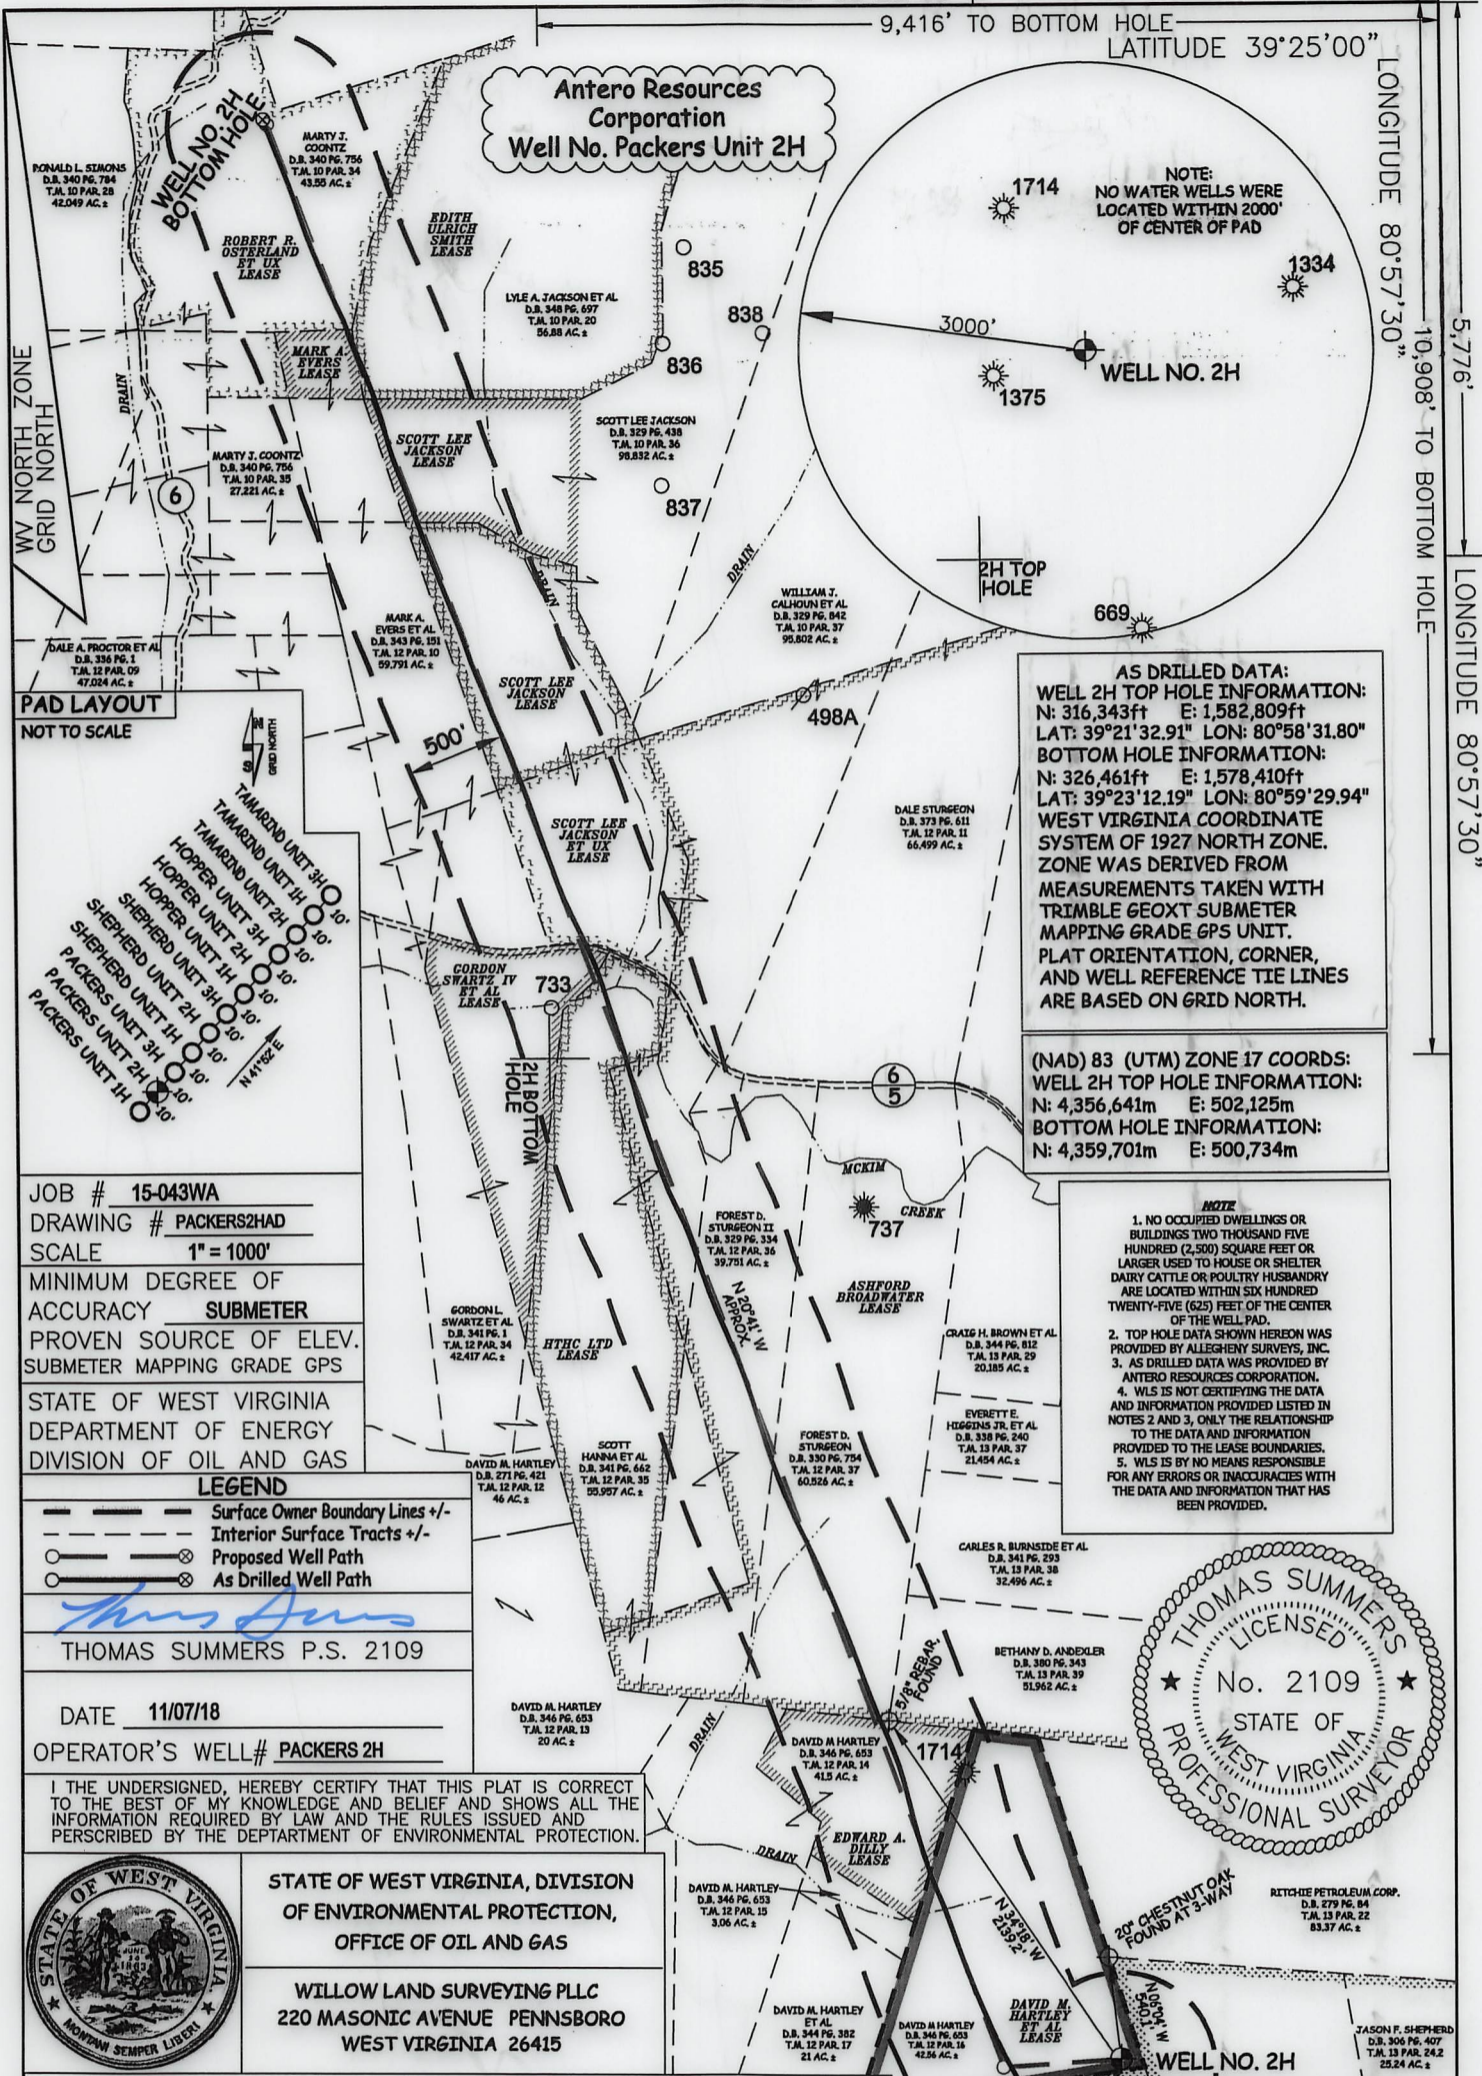 9,416' TO BOTTOM HOLE
LATITUDE 39°25'00"
LONGITUDE 80°57'30"
10,908' TO BOTTOM HOLE
5,776'
LONGITUDE 80°57'30"
Antero Resources
Corporation
Well No. Packers Unit 2H
WELL NO. 2H
BOTTOM HOLE
RONALD L. SIMONS
D.B. 340 PG. 784
T.M. 10 PAR. 28
42.049 AC. ±
MARTY J.
COONTZ
D.B. 340 PG. 756
T.M. 10 PAR. 34
43.55 AC. ±
ROBERT R.
OSTERLAND
ET UX
LEASE
EDITH
ULRICH
SMITH
LEASE
LYLE A. JACKSON ET AL
D.B. 348 PG. 697
T.M. 10 PAR. 20
56.88 AC. ±
835
838
836
837
MARK A.
EVERS
LEASE
SCOTT LEE
JACKSON
LEASE
SCOTT LEE JACKSON
D.B. 329 PG. 438
T.M. 10 PAR. 36
98.832 AC. ±
MARTY J. COONTZ
D.B. 340 PG. 756
T.M. 10 PAR. 35
27.221 AC. ±
DRAIN
6
WV NORTH ZONE
GRID NORTH
NOTE:
NO WATER WELLS WERE
LOCATED WITHIN 2000'
OF CENTER OF PAD
1714
1334
3000'
WELL NO. 2H
1375
2H TOP
HOLE
669
DRAIN
DRAIN
WILLIAM J.
CALHOUN ET AL
D.B. 329 PG. 842
T.M. 10 PAR. 37
95.802 AC. ±
MARK A.
EVERS ET AL
D.B. 343 PG. 151
T.M. 12 PAR. 10
59.791 AC. ±
DALE A. PROCTOR ET AL
D.B. 336 PG. 1
T.M. 12 PAR. 09
47.024 AC. ±
SCOTT LEE
JACKSON
LEASE
498A
500'
SCOTT LEE
JACKSON
ET UX
LEASE
DALE STURGEON
D.B. 373 PG. 611
T.M. 12 PAR. 11
66.499 AC. ±
PAD LAYOUT
NOT TO SCALE
N
S
GRID NORTH
TAMARIND UNIT 3H
TAMARIND UNIT 1H
TAMARIND UNIT 2H
HOPPER UNIT 3H
HOPPER UNIT 2H
HOPPER UNIT 1H
SHEPHERD UNIT 3H
SHEPHERD UNIT 2H
SHEPHERD UNIT 1H
PACKERS UNIT 3H
PACKERS UNIT 2H
PACKERS UNIT 1H
10'
10'
10'
10'
10'
10'
10'
10'
10'
10'
10'
N 41°52' E
AS DRILLED DATA:
WELL 2H TOP HOLE INFORMATION:
N: 316,343ft E: 1,582,809ft
LAT: 39°21'32.91" LON: 80°58'31.80"
BOTTOM HOLE INFORMATION:
N: 326,461ft E: 1,578,410ft
LAT: 39°23'12.19" LON: 80°59'29.94"
WEST VIRGINIA COORDINATE
SYSTEM OF 1927 NORTH ZONE.
ZONE WAS DERIVED FROM
MEASUREMENTS TAKEN WITH
TRIMBLE GEOXT SUBMETER
MAPPING GRADE GPS UNIT.
PLAT ORIENTATION, CORNER,
AND WELL REFERENCE TIE LINES
ARE BASED ON GRID NORTH.
(NAD) 83 (UTM) ZONE 17 COORDS:
WELL 2H TOP HOLE INFORMATION:
N: 4,356,641m E: 502,125m
BOTTOM HOLE INFORMATION:
N: 4,359,701m E: 500,734m
GORDON
SWARTZ IV
ET AL
LEASE
733
2H BOTTOM
HOLE
6
5
MCKIM
CREEK
737
FOREST D.
STURGEON II
D.B. 329 PG. 334
T.M. 12 PAR. 36
39.751 AC. ±
N 20°41' W
APPROX.
ASHFORD
BROADWATER
LEASE
GORDON L.
SWARTZ ET AL
D.B. 341 PG. 1
T.M. 12 PAR. 34
42.417 AC. ±
HTHC LTD
LEASE
CRAIG H. BROWN ET AL
D.B. 344 PG. 812
T.M. 13 PAR. 29
20.185 AC. ±
EVERETT E.
HIGGINS JR. ET AL
D.B. 338 PG. 240
T.M. 13 PAR. 37
21.454 AC. ±
NOTE
1. NO OCCUPIED DWELLINGS OR
BUILDINGS TWO THOUSAND FIVE
HUNDRED (2,500) SQUARE FEET OR
LARGER USED TO HOUSE OR SHELTER
DAIRY CATTLE OR POULTRY HUSBANDRY
ARE LOCATED WITHIN SIX HUNDRED
TWENTY-FIVE (625) FEET OF THE CENTER
OF THE WELL PAD.
2. TOP HOLE DATA SHOWN HEREON WAS
PROVIDED BY ALLEGHENY SURVEYS, INC.
3. AS DRILLED DATA WAS PROVIDED BY
ANTERO RESOURCES CORPORATION.
4. WLS IS NOT CERTIFYING THE DATA
AND INFORMATION PROVIDED LISTED IN
NOTES 2 AND 3, ONLY THE RELATIONSHIP
TO THE DATA AND INFORMATION
PROVIDED TO THE LEASE BOUNDARIES.
5. WLS IS BY NO MEANS RESPONSIBLE
FOR ANY ERRORS OR INACCURACIES WITH
THE DATA AND INFORMATION THAT HAS
BEEN PROVIDED.
JOB # 15-043WA
DRAWING # PACKERS2HAD
SCALE 1" = 1000'
MINIMUM DEGREE OF
ACCURACY SUBMETER
PROVEN SOURCE OF ELEV.
SUBMETER MAPPING GRADE GPS
STATE OF WEST VIRGINIA
DEPARTMENT OF ENERGY
DIVISION OF OIL AND GAS
DAVID M. HARTLEY
D.B. 271 PG. 421
T.M. 12 PAR. 12
46 AC. ±
SCOTT
HANNA ET AL
D.B. 341 PG. 662
T.M. 12 PAR. 35
55.957 AC. ±
FOREST D.
STURGEON
D.B. 330 PG. 754
T.M. 12 PAR. 37
60.526 AC. ±
CARLES R. BURNSIDE ET AL
D.B. 341 PG. 293
T.M. 13 PAR. 38
32.496 AC. ±
LEGEND
Surface Owner Boundary Lines +/-
Interior Surface Tracts +/-
Proposed Well Path
As Drilled Well Path
THOMAS SUMMERS P.S. 2109
DATE 11/07/18
OPERATOR'S WELL# PACKERS 2H
BETHANY D. ANDEXLER
D.B. 380 PG. 343
T.M. 13 PAR. 39
51.962 AC. ±
5/8" REBAR,
FOUND
THOMAS SUMMERS
LICENSED
No. 2109
STATE OF
WEST VIRGINIA
PROFESSIONAL SURVEYOR
DAVID M. HARTLEY
D.B. 346 PG. 653
T.M. 12 PAR. 13
20 AC. ±
DRAIN
DAVID M HARTLEY
D.B. 346 PG. 653
T.M. 12 PAR. 14
41.5 AC. ±
1714
I THE UNDERSIGNED, HEREBY CERTIFY THAT THIS PLAT IS CORRECT
TO THE BEST OF MY KNOWLEDGE AND BELIEF AND SHOWS ALL THE
INFORMATION REQUIRED BY LAW AND THE RULES ISSUED AND
PERSCRIBED BY THE DEPTARTMENT OF ENVIRONMENTAL PROTECTION.
DRAIN
EDWARD A.
DILLY
LEASE
DAVID M. HARTLEY
D.B. 346 PG. 653
T.M. 12 PAR. 15
3.06 AC. ±
N 34°18' W
2139.2'
20" CHESTNUT OAK
FOUND AT 3-WAY
RITCHIE PETROLEUM CORP.
D.B. 279 PG. 84
T.M. 13 PAR. 22
83.37 AC. ±
STATE OF WEST VIRGINIA
JUNE
20
1863
MONTANI SEMPER LIBERI
STATE OF WEST VIRGINIA, DIVISION
OF ENVIRONMENTAL PROTECTION,
OFFICE OF OIL AND GAS
WILLOW LAND SURVEYING PLLC
220 MASONIC AVENUE PENNSBORO
WEST VIRGINIA 26415
DAVID M. HARTLEY
ET AL
D.B. 344 PG. 382
T.M. 12 PAR. 17
21 AC. ±
DAVID M HARTLEY
D.B. 346 PG. 653
T.M. 12 PAR. 16
42.56 AC. ±
DAVID M.
HARTLEY
ET AL
LEASE
N 06°04' W
540.1'
WELL NO. 2H
JASON F. SHEPHERD
D.B. 306 PG. 407
T.M. 13 PAR. 24.2
25.24 AC. ±